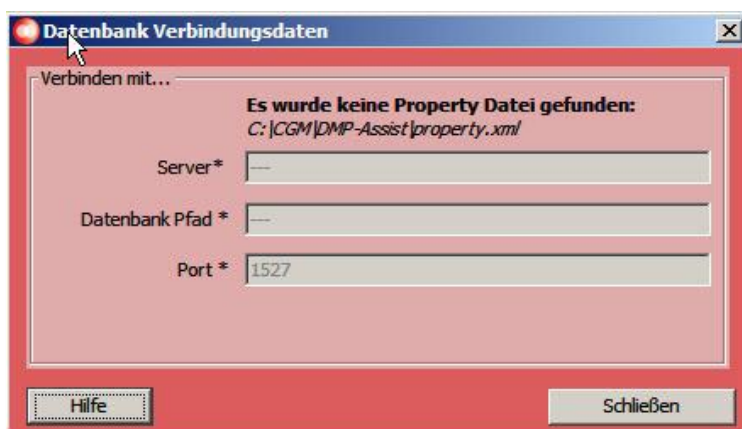 Datenbank Verbindungsdaten
Verbinden mit...
Es wurde keine Property Datei gefunden:
C:\CGM\DMP-Assist\property.xml
Server* ---
Datenbank Pfad * ---
Port * 1527
Hilfe Schließen